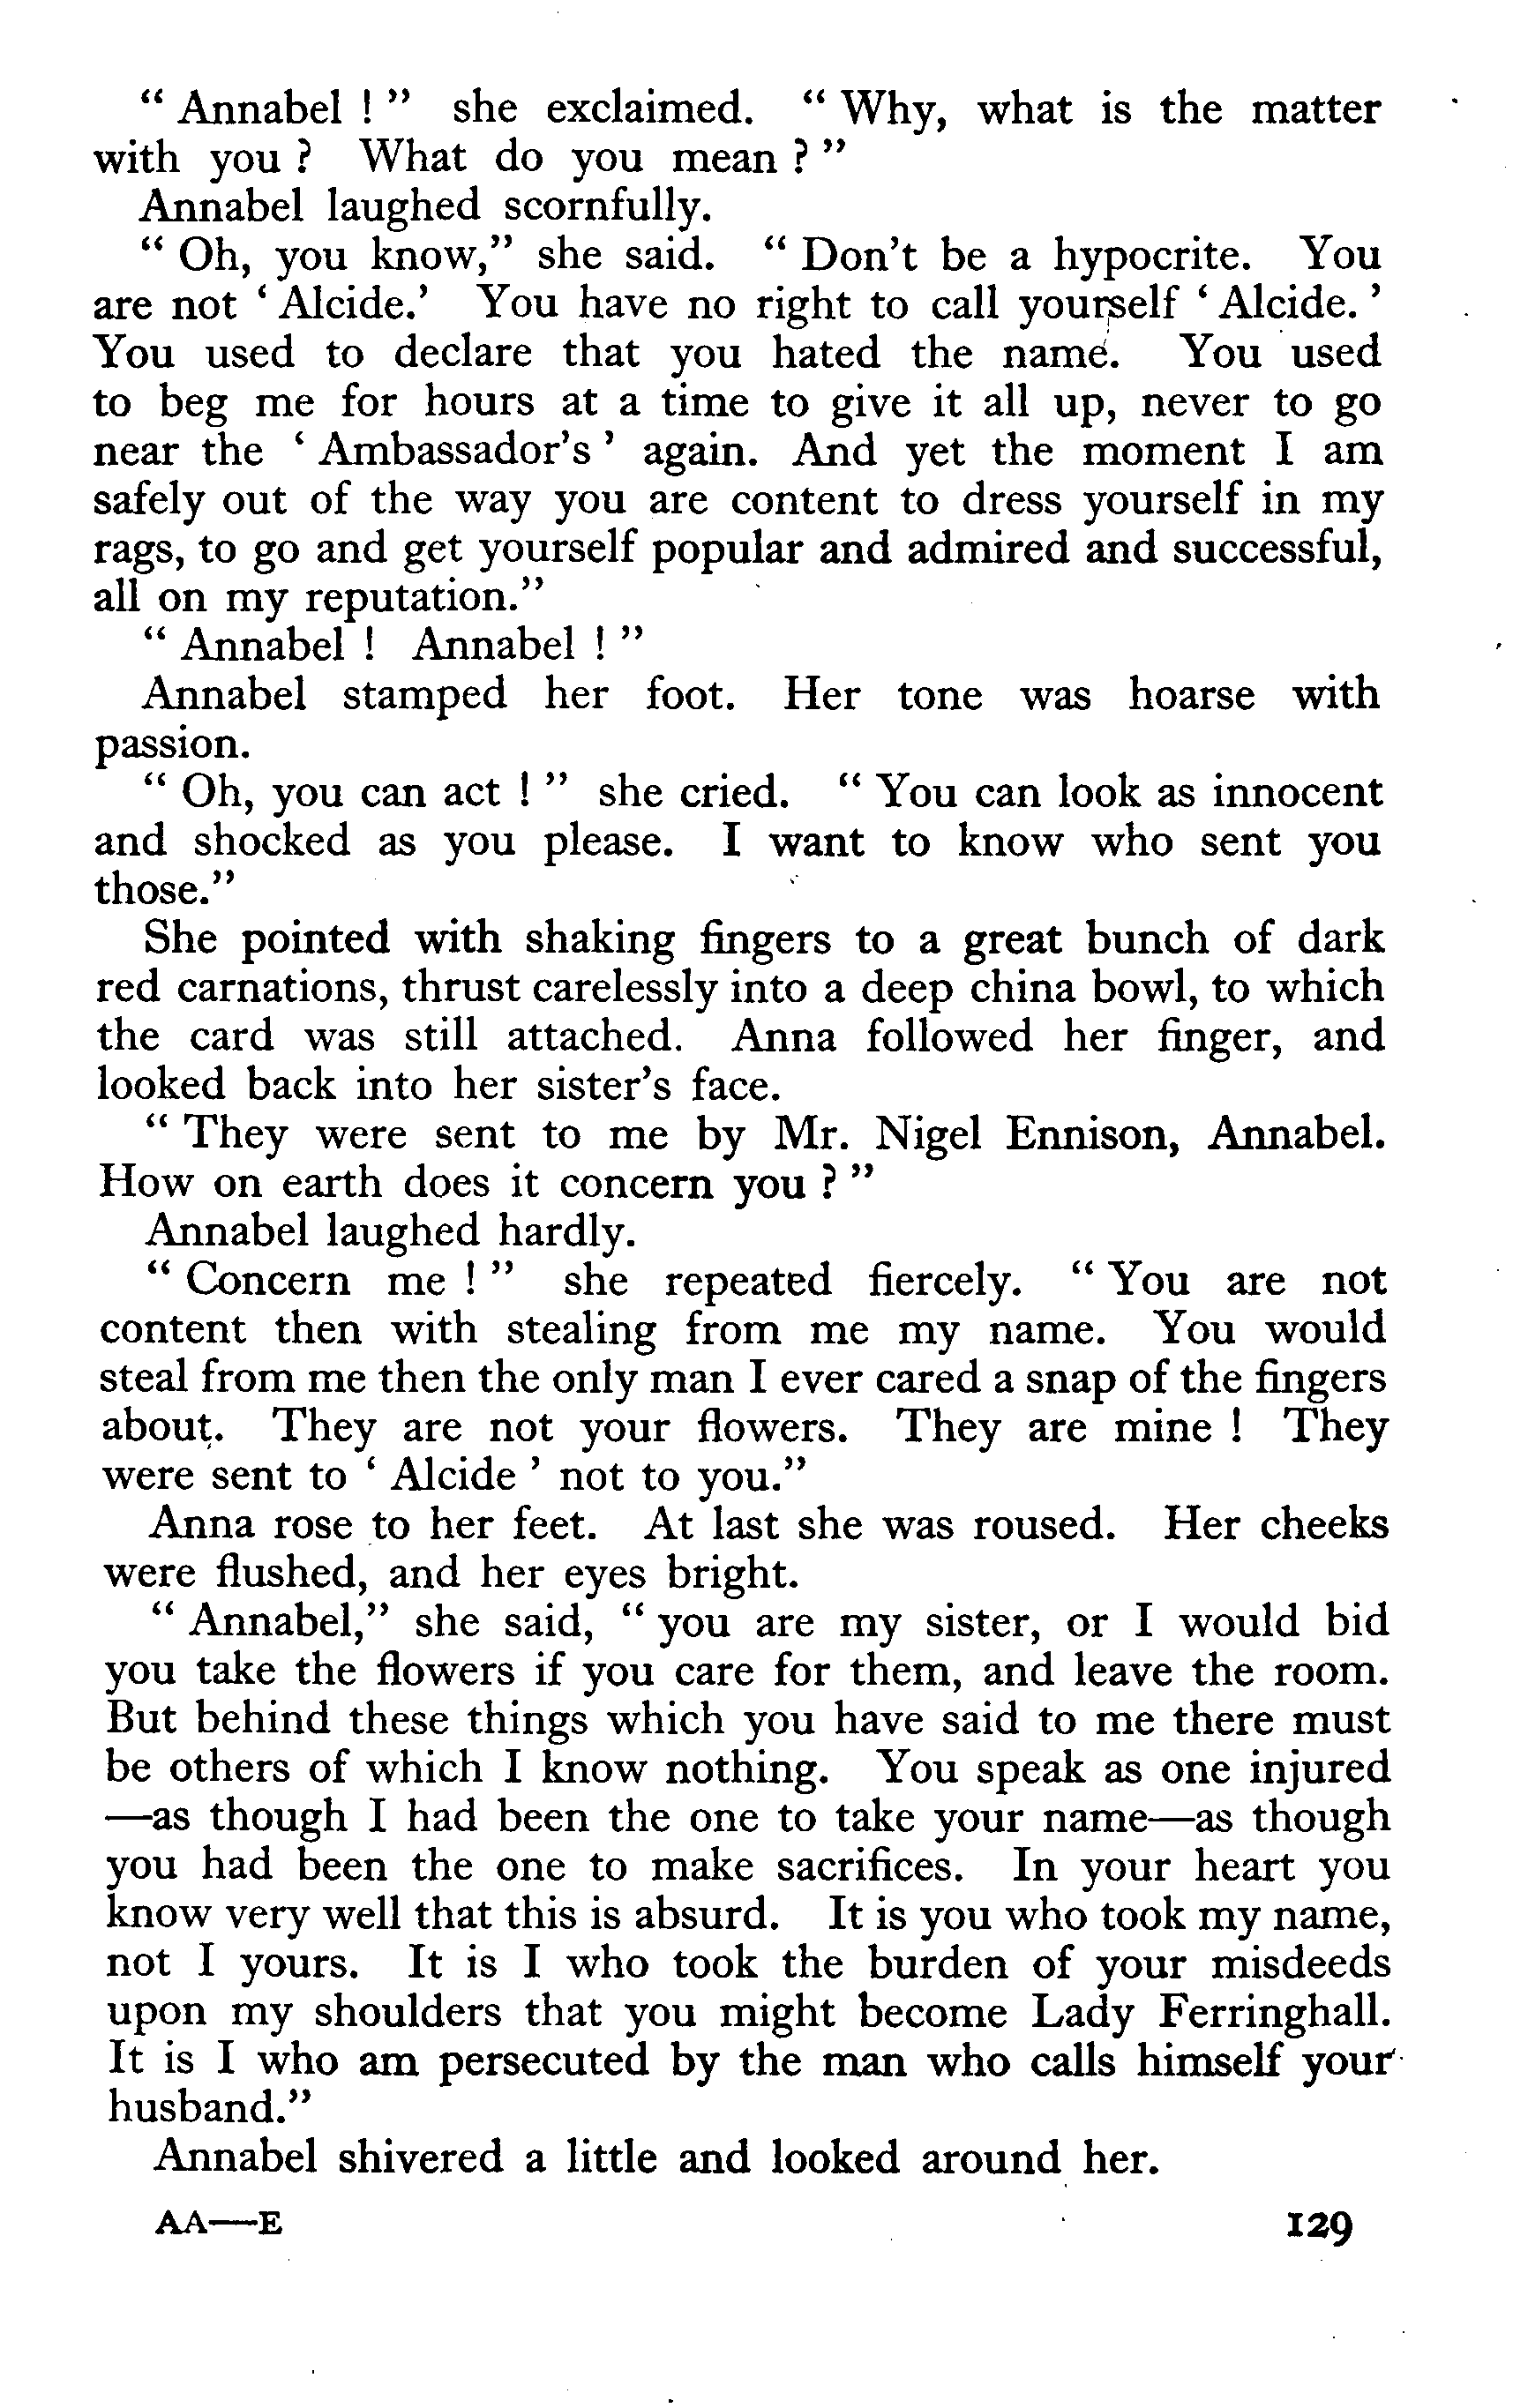 “ Annabel ! ” she exclaimed. “ Why, what is the matter
with you ? What do you mean ? ”
Annabel laughed scornfully.
“ Oh, you know,” she said. “ Don’t be a hypocrite. You
are not ‘ Alcide.’ You have no right to call yourself ‘ Alcide. ’
You used to declare that you hated the name. You used
to beg me for hours at a time to give it all up, never to go
near the ‘ Ambassador’s ’ again. And yet the moment I am
safely out of the way you are content to dress yourself in my
rags, to go and get yourself popular and admired and successful,
all on my reputation.”
“ Annabel ! Annabel ! ”
Annabel stamped her foot. Her tone was hoarse with
passion.
“ Oh, you can act ! ” she cried. “ You can look as innocent
and shocked as you please. I want to know who sent you
those.”
She pointed with shaking fingers to a great bunch of dark
red carnations, thrust carelessly into a deep china bowl, to which
the card was still attached. Anna followed her finger, and
looked back into her sister’s face.
“ They were sent to me by Mr. Nigel Ennison, Annabel.
How on earth does it concern you ? ”
Annabel laughed hardly.
“ Concern me ! ” she repeated fiercely. “ You are not
content then with stealing from me my name. You would
steal from me then the only man I ever cared a snap of the fingers
about. They are not your flowers. They are mine ! They
were sent to ‘ Alcide ’ not to you.”
Anna rose to her feet. At last she was roused. Her cheeks
were flushed, and her eyes bright.
“ Annabel,” she said, “ you are my sister, or I would bid
you take the flowers if you care for them, and leave the room.
But behind these things which you have said to me there must
be others of which I know nothing. You speak as one injured
—as though I had been the one to take your name—as though
you had been the one to make sacrifices. In your heart you
know very well that this is absurd. It is you who took my name,
not I yours. It is I who took the burden of your misdeeds
upon my shoulders that you might become Lady Ferringhall.
It is I who am persecuted by the man who calls himself your
husband.”
Annabel shivered a little and looked around her.
AA—E 129